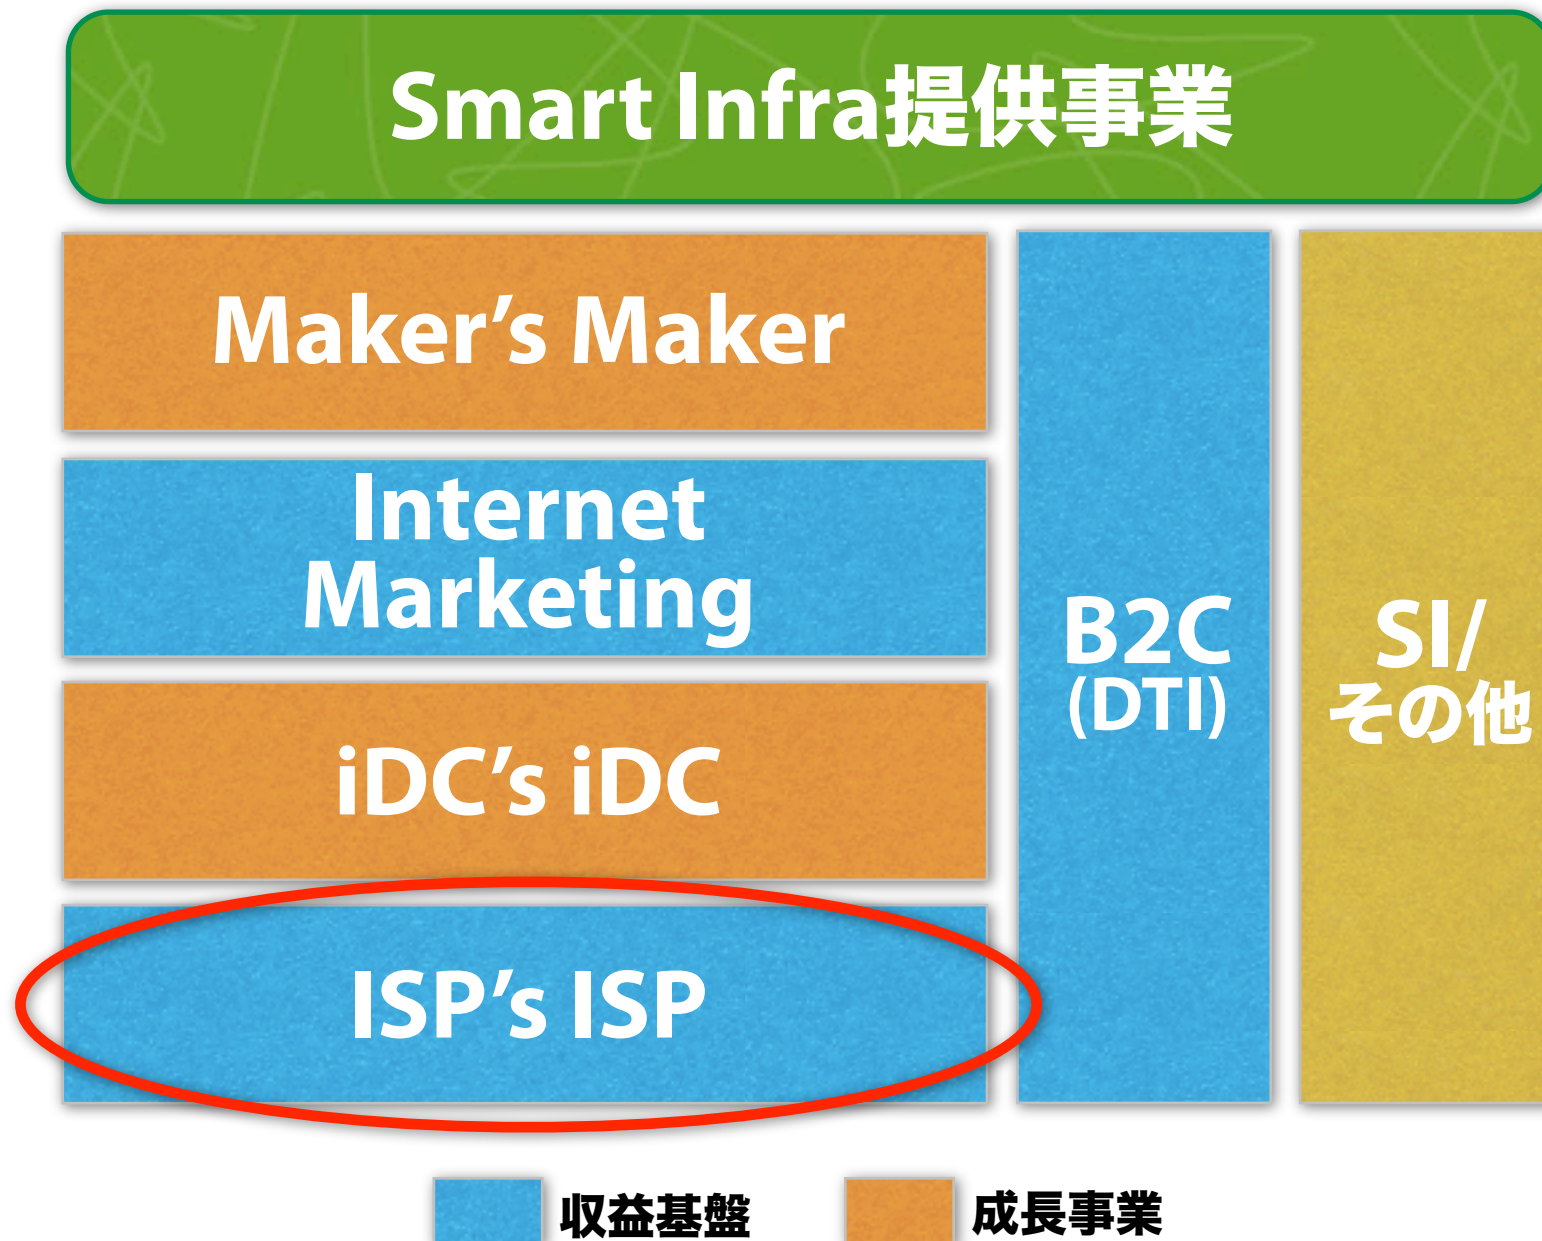 Smart Infra提供事業
Maker’s Maker
Internet
Marketing
iDC’s iDC
ISP’s ISP
B2C
(DTI)
SI/
その他
収益基盤
成長事業